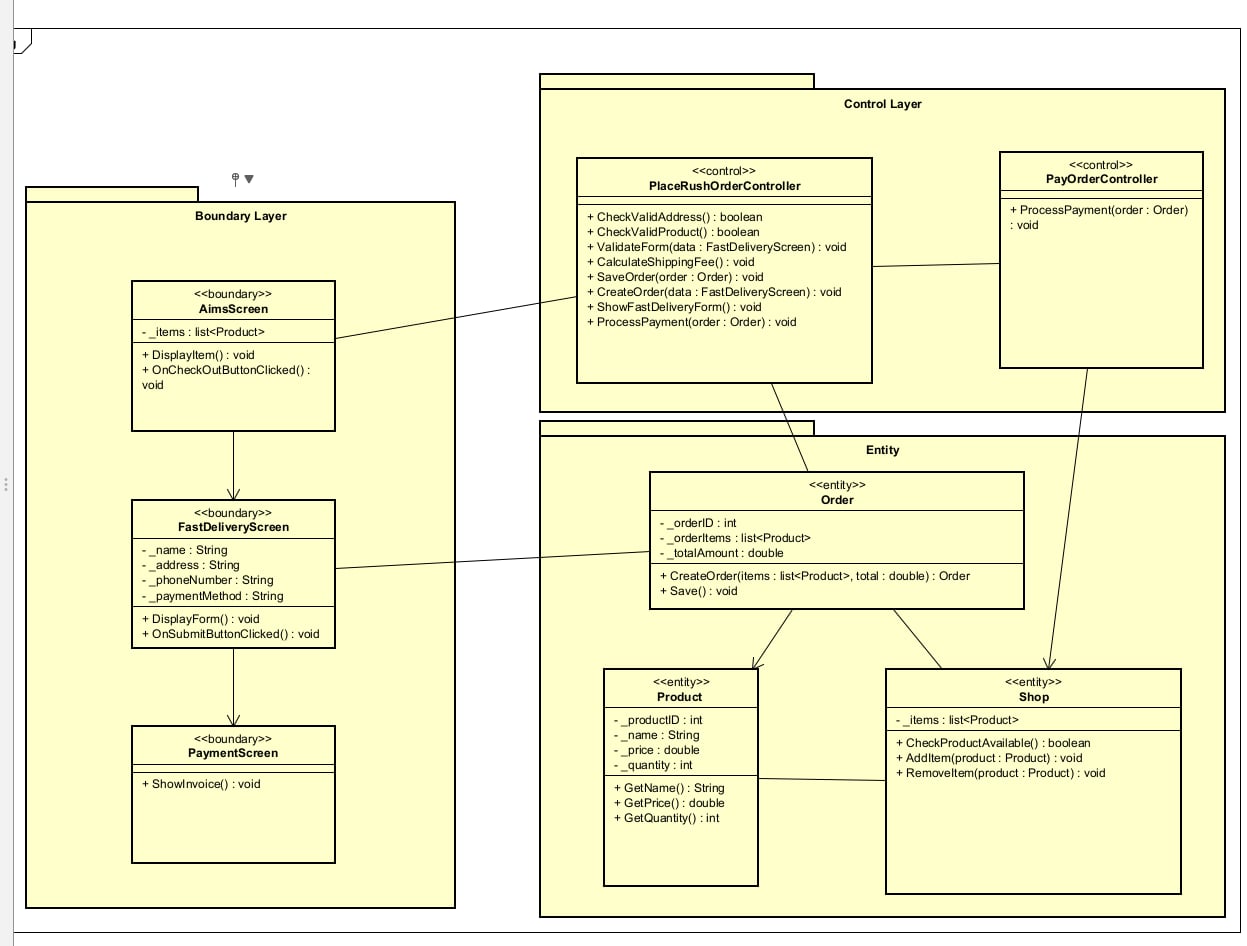 Control Layer
<<control>>
PlaceRushOrderController
+ CheckValidAddress() : boolean
+ CheckValidProduct() : boolean
+ ValidateForm(data : FastDeliveryScreen) : void
+ CalculateShippingFee() : void
+ SaveOrder(order : Order) : void
+ CreateOrder(data : FastDeliveryScreen) : void
+ ShowFastDeliveryForm() : void
+ ProcessPayment(order : Order) : void
<<control>>
PayOrderController
+ ProcessPayment(order : Order)
: void
Boundary Layer
<<boundary>>
AimsScreen
- _items : list<Product>
+ DisplayItem() : void
+ OnCheckOutButtonClicked() :
void
<<boundary>>
FastDeliveryScreen
- _name : String
- _address : String
- _phoneNumber : String
- _paymentMethod : String
+ DisplayForm() : void
+ OnSubmitButtonClicked() : void
<<boundary>>
PaymentScreen
+ ShowInvoice() : void
Entity
<<entity>>
Order
- _orderID : int
- _orderItems : list<Product>
- _totalAmount : double
+ CreateOrder(items : list<Product>, total : double) : Order
+ Save() : void
<<entity>>
Product
- _productID : int
- _name : String
- _price : double
- _quantity : int
+ GetName() : String
+ GetPrice() : double
+ GetQuantity() : int
<<entity>>
Shop
- _items : list<Product>
+ CheckProductAvailable() : boolean
+ AddItem(product : Product) : void
+ RemoveItem(product : Product) : void